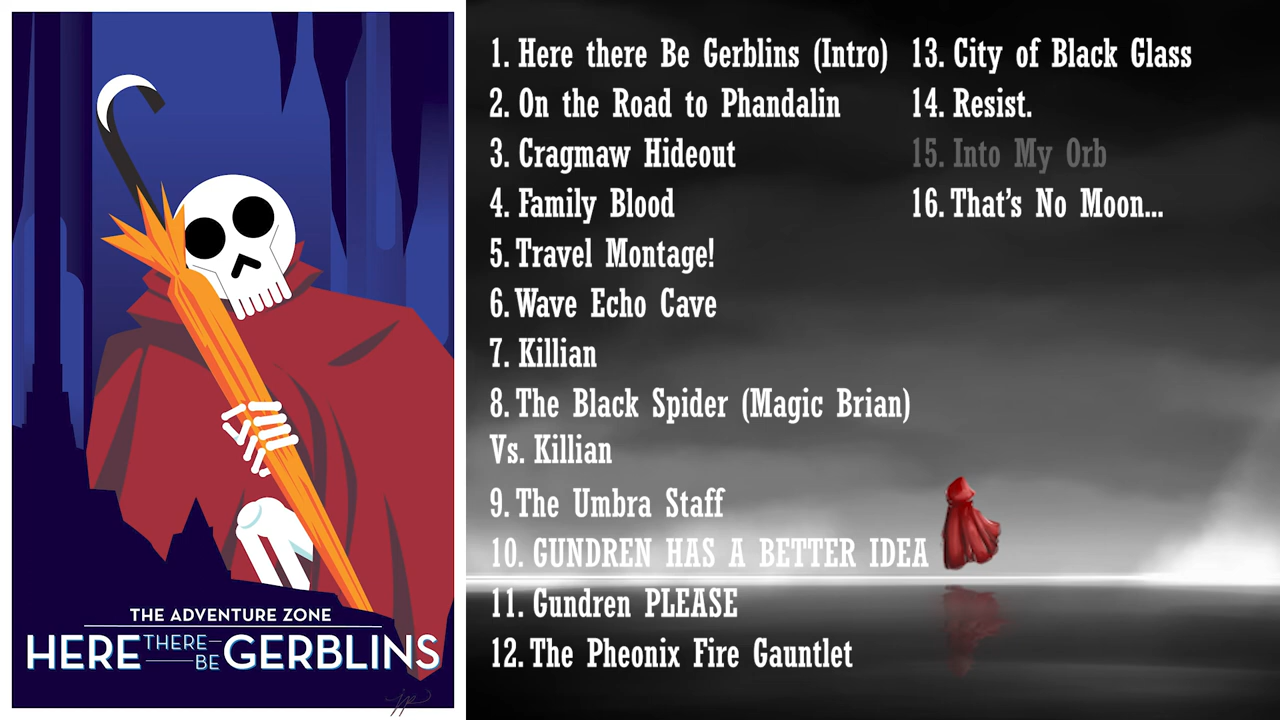 THE ADVENTURE ZONE
HERE THERE BE GERBLINS
1. Here there Be Gerblins (Intro)
2. On the Road to Phandalin
3. Cragmaw Hideout
4. Family Blood
5. Travel Montage!
6. Wave Echo Cave
7. Killian
8. The Black Spider (Magic Brian)
Vs. Killian
9. The Umbra Staff
10. GUNDREN HAS A BETTER IDEA
11. Gundren PLEASE
12. The Pheonix Fire Gauntlet
13. City of Black Glass
14. Resist.
15. Into My Orb
16. That's No Moon...